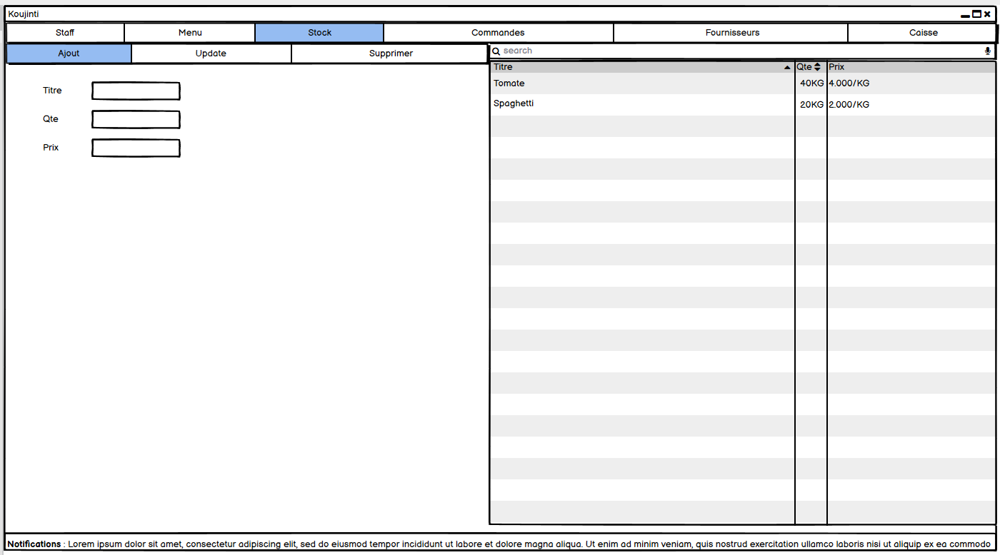 Koujinti
Staff Menu Stock Commandes Fournisseurs Caisse
Ajout Update Supprimer
search
Titre Qte Prix
Tomate 40KG 4.000/KG
Spaghetti 20KG 2.000/KG
Titre
Qte
Prix
Notifications : Lorem ipsum dolor sit amet, consectetur adipiscing elit, sed do eiusmod tempor incididunt ut labore et dolore magna aliqua. Ut enim ad minim veniam, quis nostrud exercitation ullamco laboris nisi ut aliquip ex ea commodo